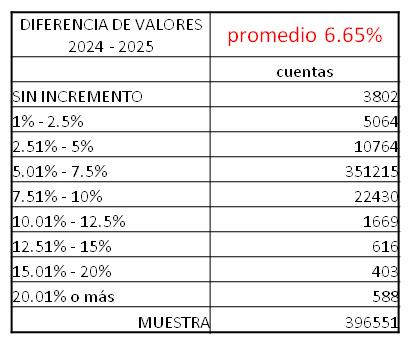 DIFERENCIA DE VALORES
2024 - 2025
promedio 6.65%
cuentas
SIN INCREMENTO 3802
1% - 2.5% 5064
2.51% - 5% 10764
5.01% - 7.5% 351215
7.51% - 10% 22430
10.01% - 12.5% 1669
12.51% - 15% 616
15.01% - 20% 403
20.01% o más 588
MUESTRA 396551